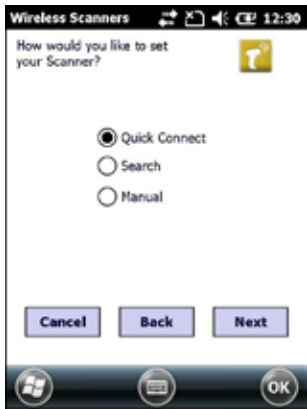 Wireless Scanners 12:30
How would you like to set
your Scanner?
Quick Connect
Search
Manual
Cancel Back Next
OK